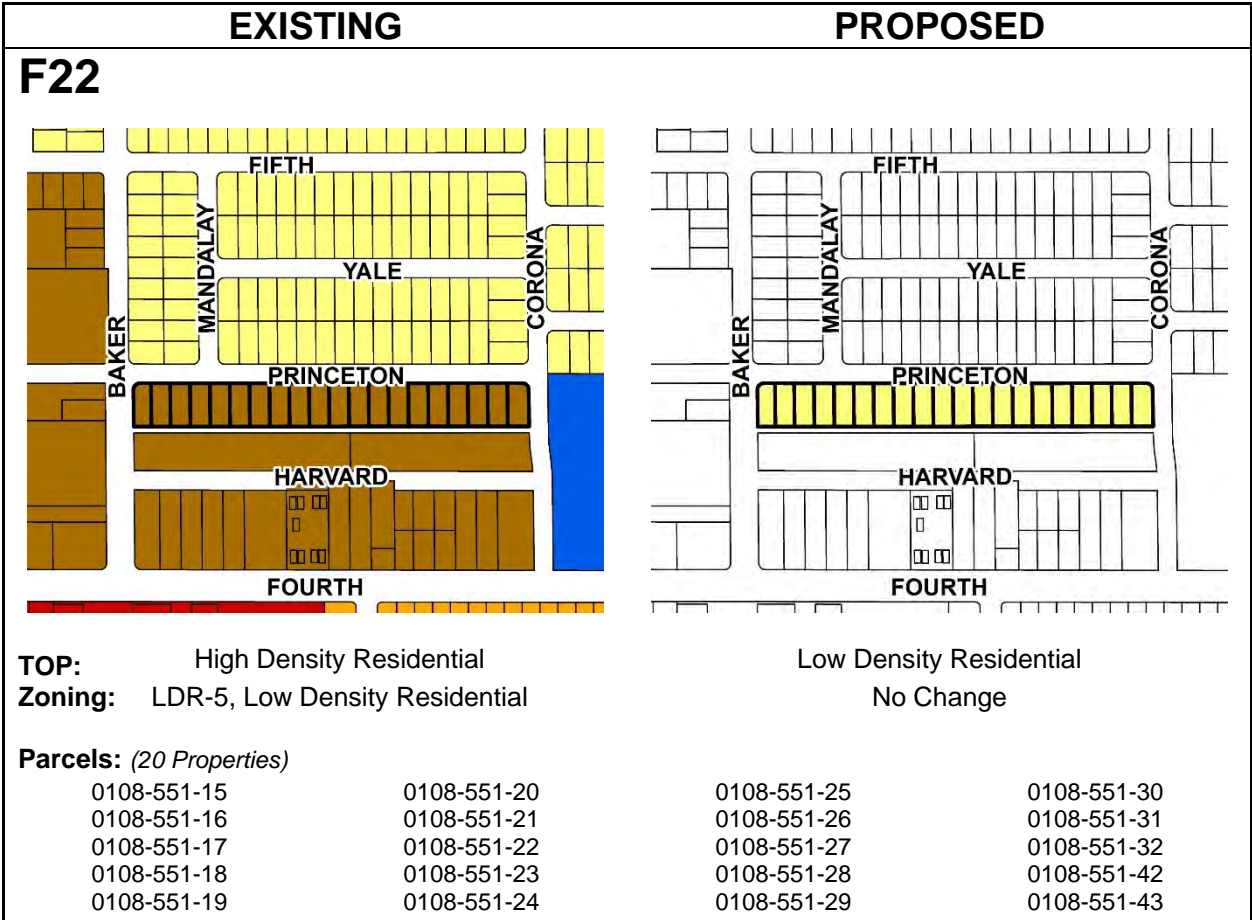 EXISTING PROPOSED
F22
FIFTH
MANDALAY
YALE
CORONA
BAKER
PRINCETON
HARVARD
FOURTH
FIFTH
MANDALAY
YALE
CORONA
BAKER
PRINCETON
HARVARD
FOURTH
TOP: High Density Residential Low Density Residential
Zoning: LDR-5, Low Density Residential No Change
Parcels: (20 Properties)
0108-551-15 0108-551-20 0108-551-25 0108-551-30
0108-551-16 0108-551-21 0108-551-26 0108-551-31
0108-551-17 0108-551-22 0108-551-27 0108-551-32
0108-551-18 0108-551-23 0108-551-28 0108-551-42
0108-551-19 0108-551-24 0108-551-29 0108-551-43